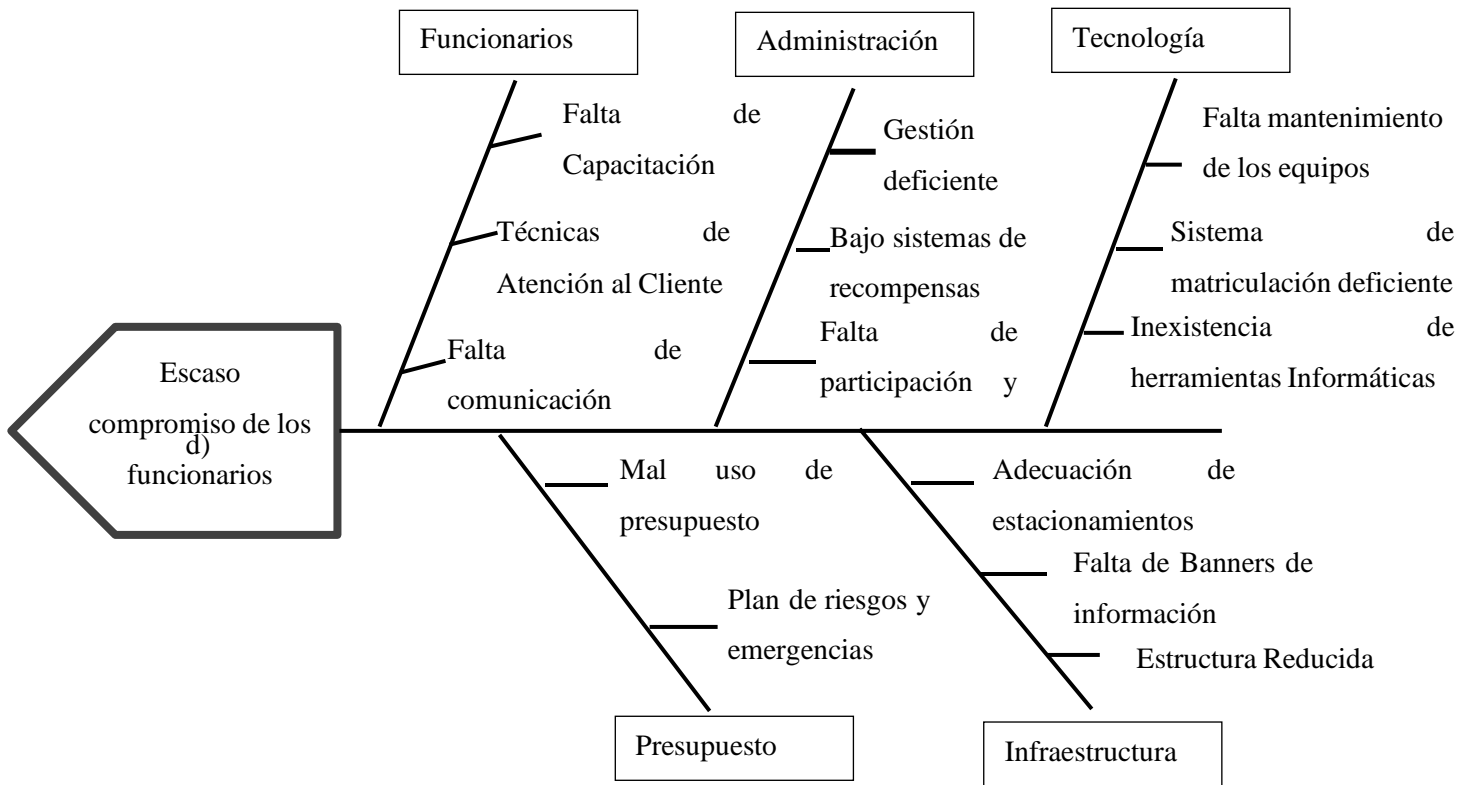 Funcionarios
Administración
Tecnología
Falta de
Capacitación
Técnicas de
Atención al Cliente
Falta de
comunicación
Gestión
deficiente
Bajo sistemas de
recompensas
Falta de
participación y
Falta mantenimiento
de los equipos
Sistema de
matriculación deficiente
Inexistencia de
herramientas Informáticas
Escaso
compromiso de los
d)
funcionarios
Mal uso de
presupuesto
Plan de riesgos y
emergencias
Adecuación de
estacionamientos
Falta de Banners de
información
Estructura Reducida
Presupuesto
Infraestructura